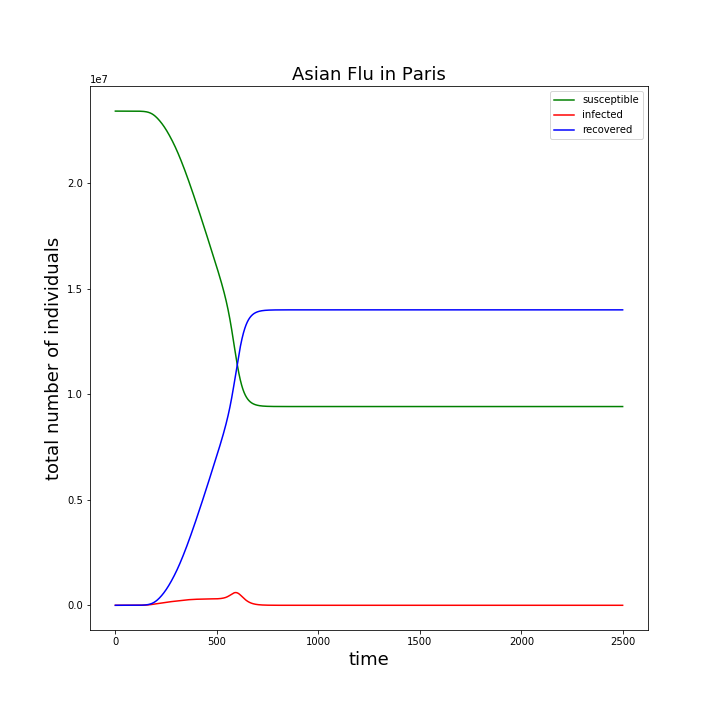 Asian Flu in Paris
1e7
susceptible
infected
recovered
2.0
1.5
1.0
0.5
0.0
total number of individuals
0 500 1000 1500 2000 2500
time